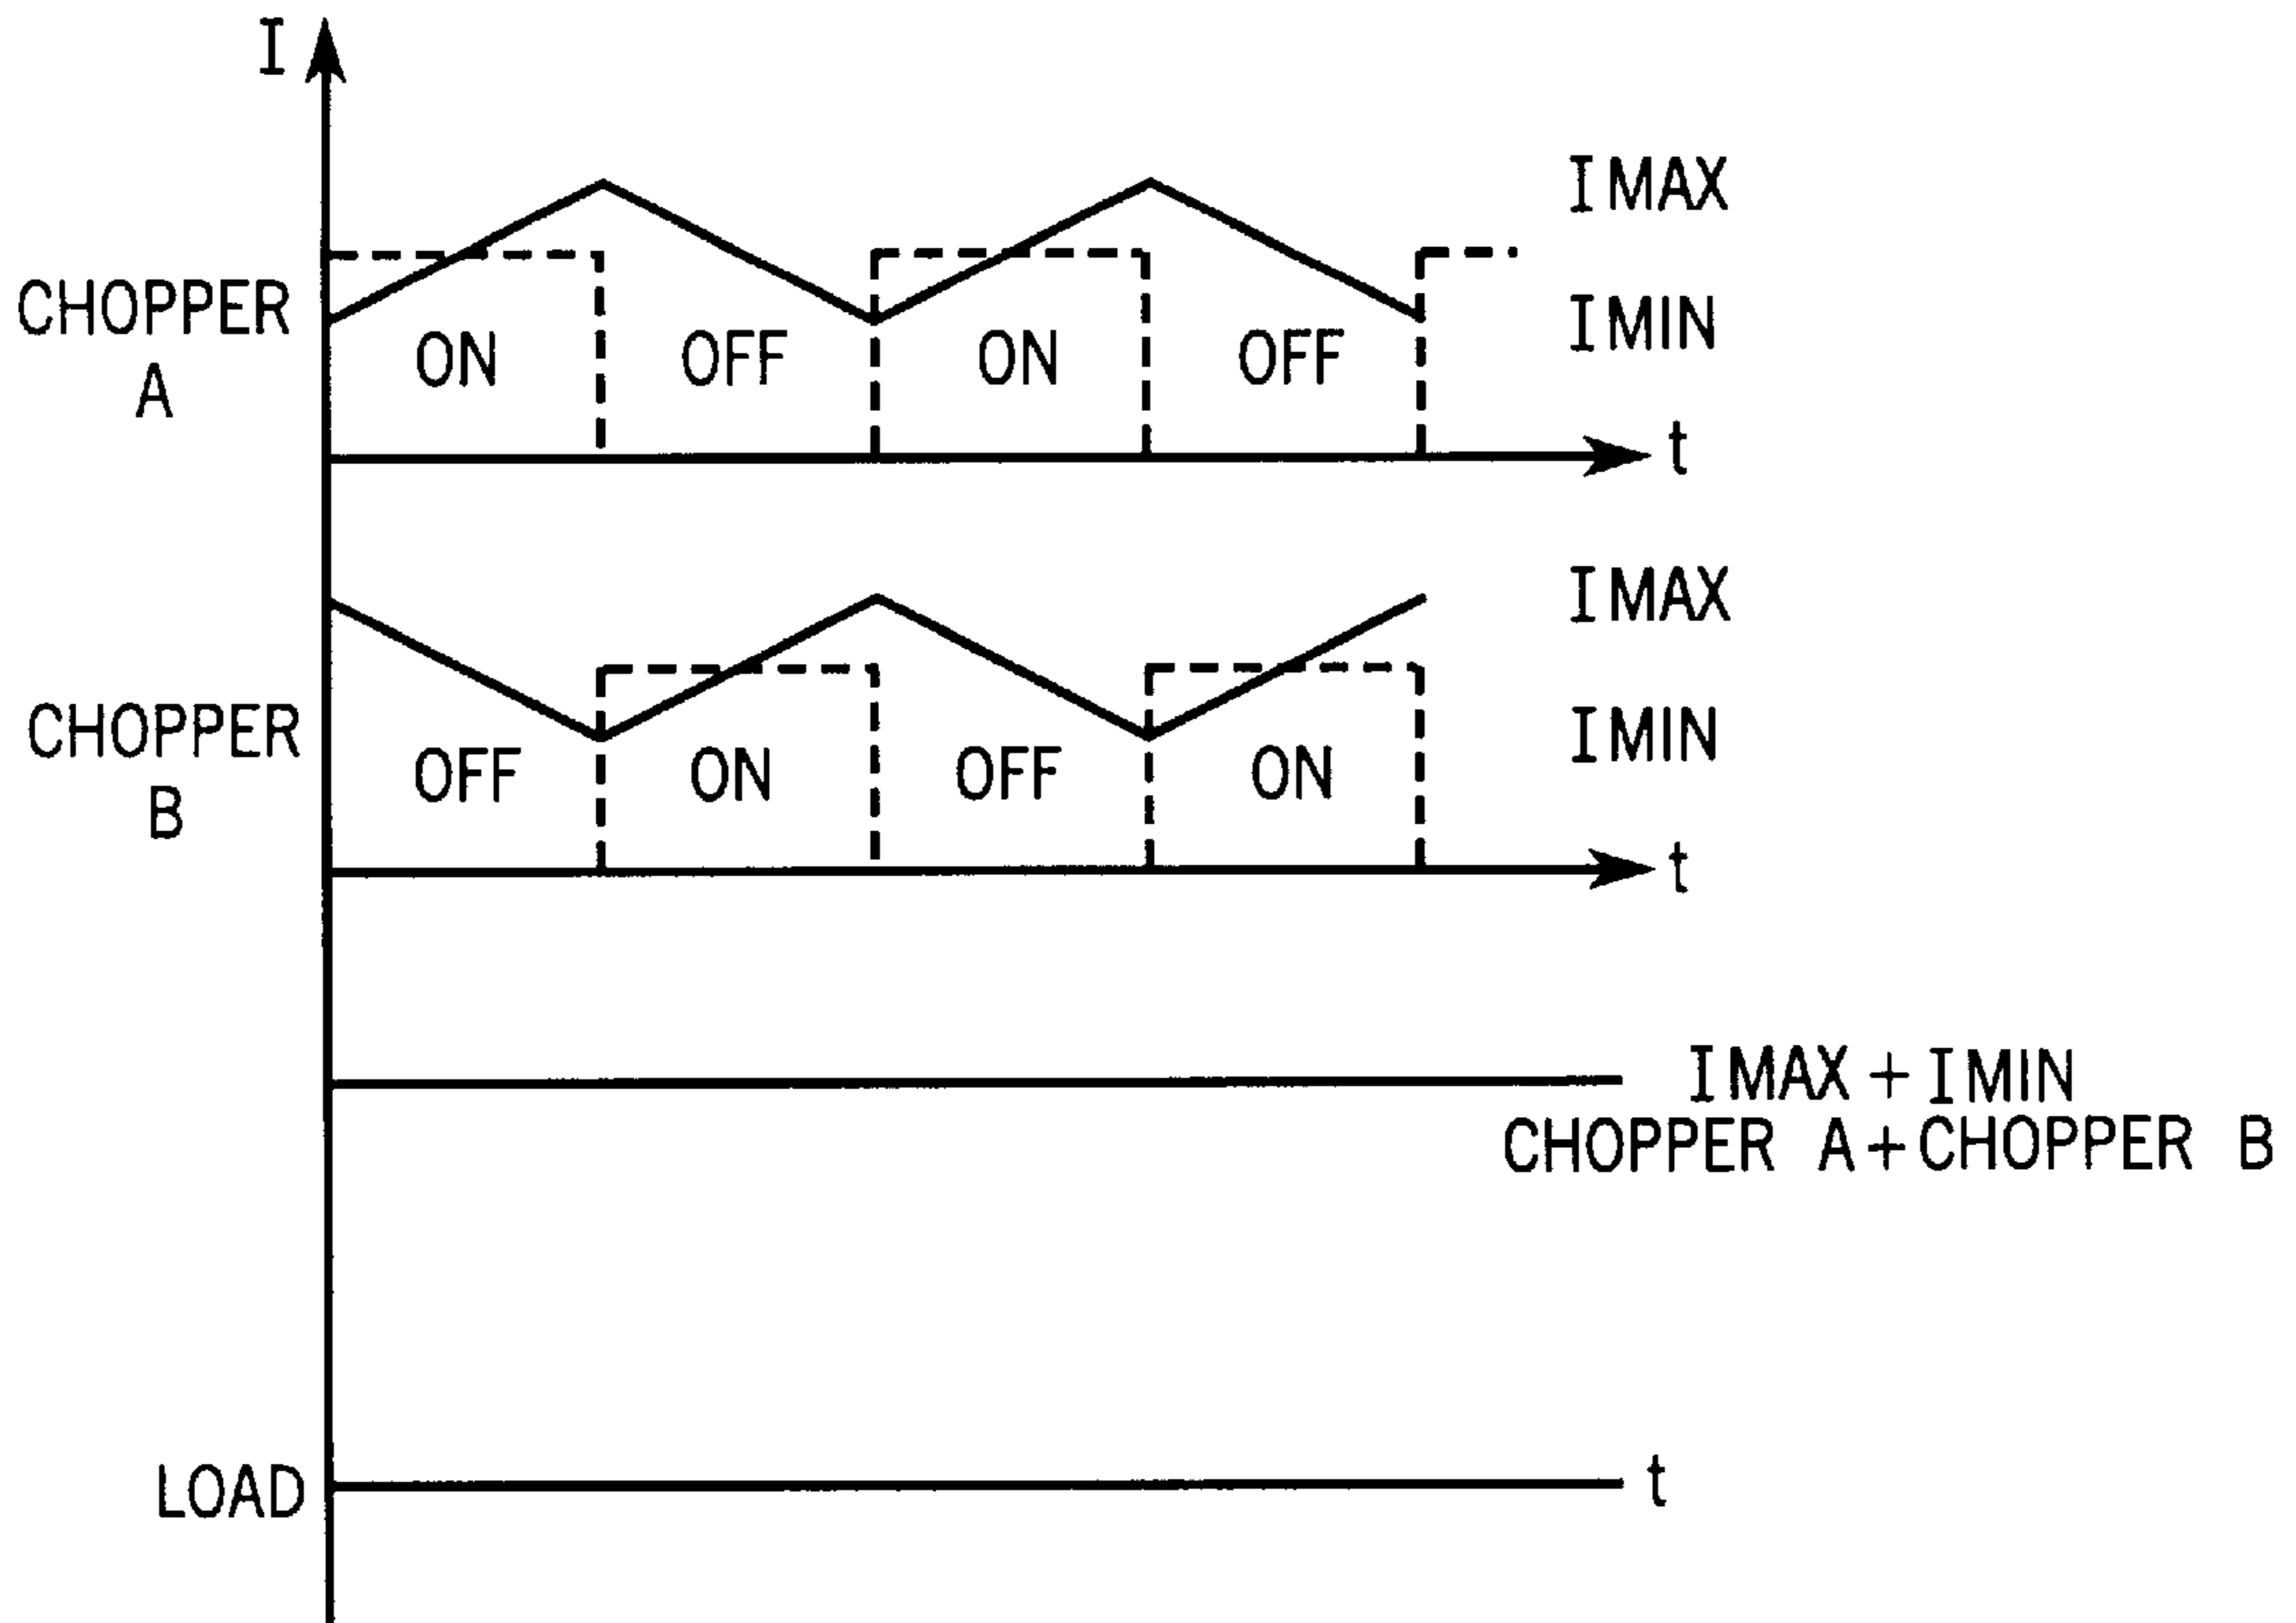 I
IMAX
CHOPPER
A
IMIN
ON
OFF
ON
OFF
t
IMAX
CHOPPER
B
IMIN
OFF
ON
OFF
ON
t
IMAX + IMIN
CHOPPER A + CHOPPER B
LOAD
t